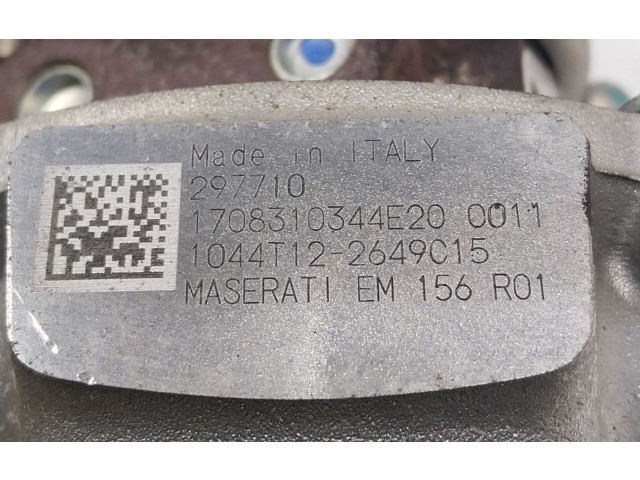 Made in ITALY
297710
1708310344E20 0011
1044T12-2649C15
MASERATI EM 156 R01